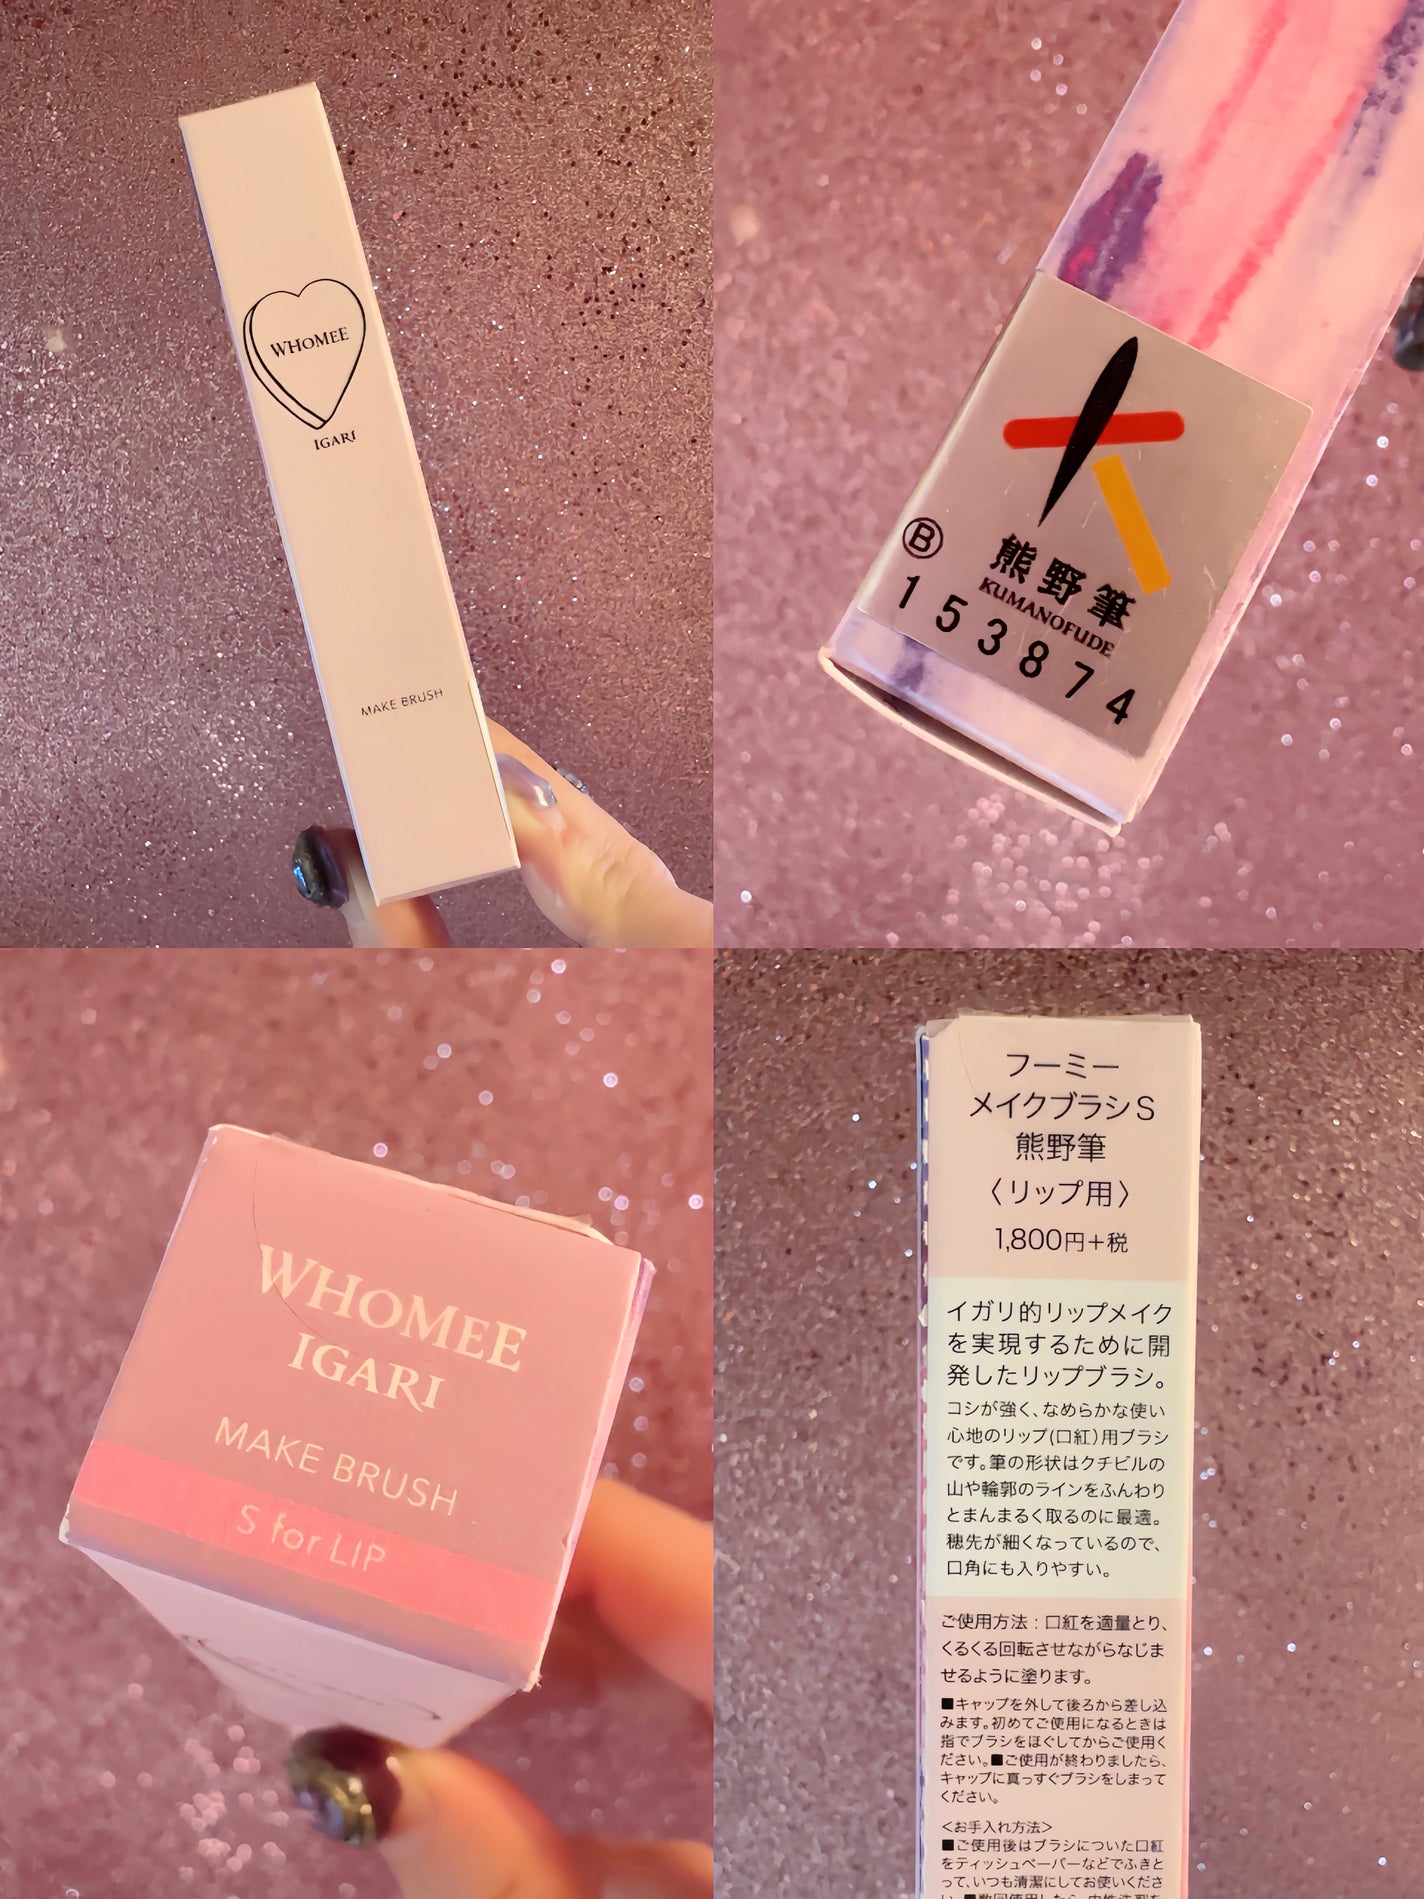 WHOMEE
IGARI
MAKE BRUSH
B
熊野筆
KUMANOFUDE
153874
WHOMEE
IGARI
MAKE BRUSH
S for LIP
フーミー
メイクブラシS
熊野筆
〈リップ用〉
1,800円+税
イガリ的リップメイク
を実現するために開
発したリップブラシ。
コシが強く、なめらかな使い
心地のリップ(口紅)用ブラシ
です。筆の形状はクチビルの
山や輪郭のラインをふんわり
とまんまるく取るのに最適。
穂先が細くなっているので、
口角にも入りやすい。
ご使用方法:口紅を適量とり、
くるくる回転させながらなじま
せるように塗ります。
■キャップを外して後ろから差し込
みます。初めてご使用になるときは
指でブラシをほぐしてからご使用く
ださい。■ご使用が終わりましたら、
キャップに真っすぐブラシをしまって
ください。
<お手入れ方法>
■ご使用後はブラシについた口紅
をティッシュペーパーなどでふきと
って、いつも清潔にしてお使いくださ